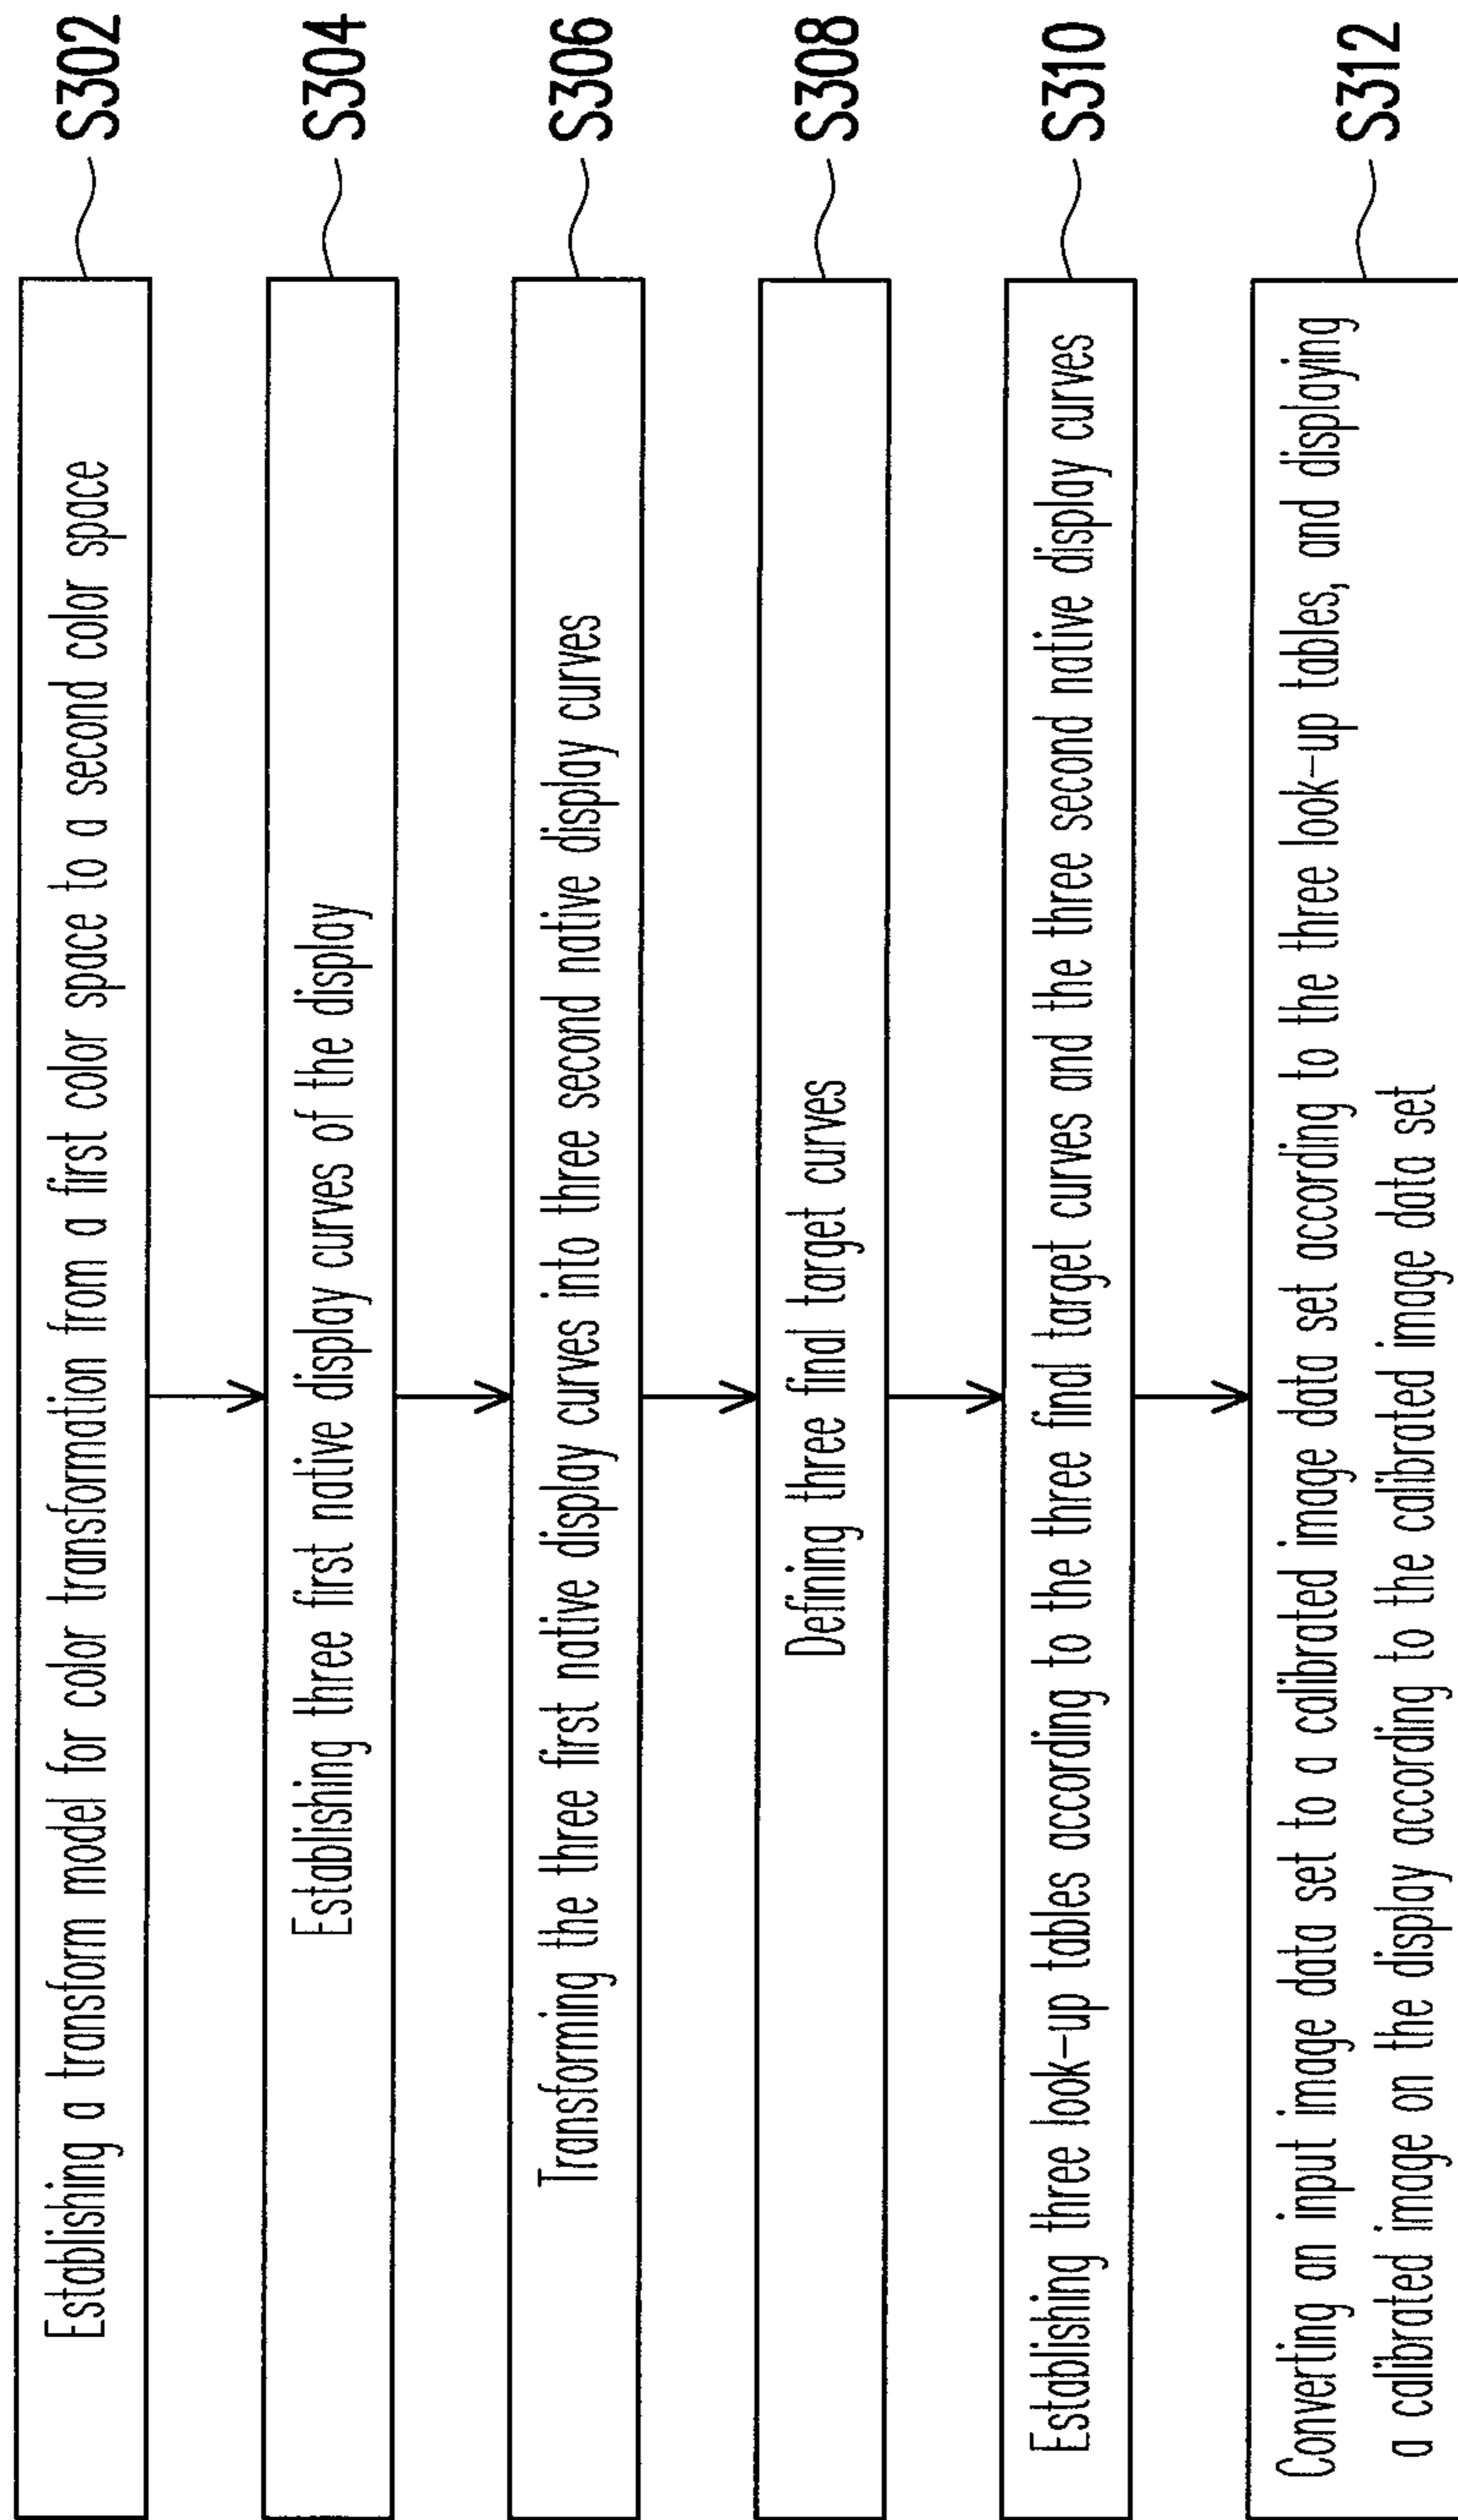 Establishing a transform model for color transformation from a first color space to a second color space
S302
Establishing three first native display curves of the display
S304
Transforming the three first native display curves into three second native display curves
S306
Defining three final target curves
S308
Establishing three look-up tables according to the three final target curves and the three second native display curves
S310
Converting an input image data set to a calibrated image data set according to the three look-up tables, and displaying
a calibrated image on the display according to the calibrated image data set
S312